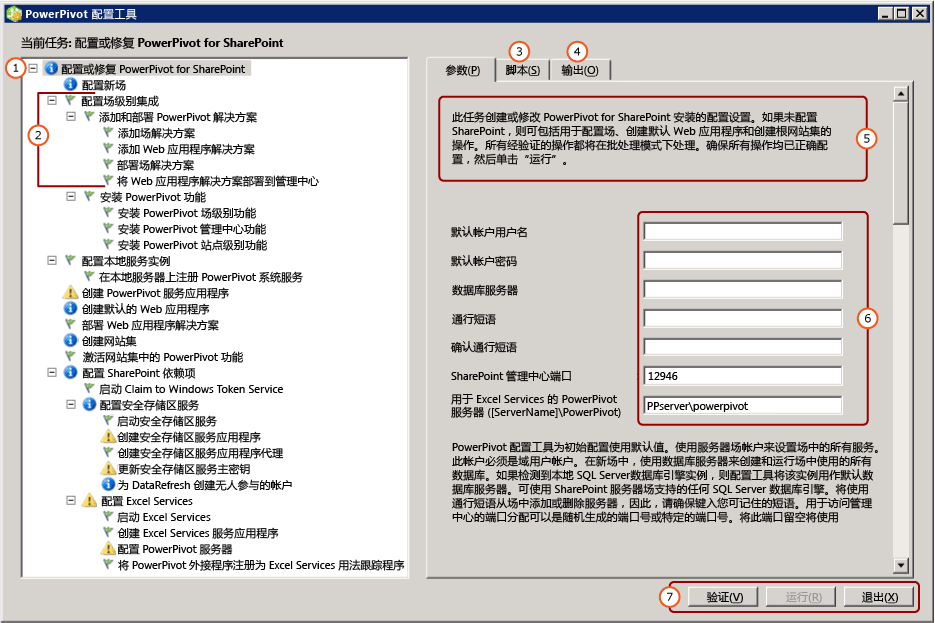 PowerPivot 配置工具
当前任务: 配置或修复 PowerPivot for SharePoint
1
配置或修复 PowerPivot for SharePoint
配置新场
2
配置场级别集成
添加和部署 PowerPivot 解决方案
添加场解决方案
添加 Web 应用程序解决方案
部署场解决方案
将 Web 应用程序解决方案部署到管理中心
安装 PowerPivot 功能
安装 PowerPivot 场级别功能
安装 PowerPivot 管理中心功能
安装 PowerPivot 站点级别功能
配置本地服务实例
在本地服务器上注册 PowerPivot 系统服务
创建 PowerPivot 服务应用程序
创建默认的 Web 应用程序
部署 Web 应用程序解决方案
创建网站集
激活网站集中的 PowerPivot 功能
配置 SharePoint 依赖项
启动 Claim to Windows Token Service
配置安全存储区服务
启动安全存储区服务
创建安全存储区服务应用程序
创建安全存储区服务应用程序代理
更新安全存储区服务主密钥
为 DataRefresh 创建无人参与的帐户
配置 Excel Services
启动 Excel Services
创建 Excel Services 服务应用程序
配置 PowerPivot 服务器
将 PowerPivot 外接程序注册为 Excel Services 用法跟踪程序
3
4
参数(P)
脚本(S)
输出(O)
此任务创建或修改 PowerPivot for SharePoint 安装的配置设置。如果未配置
SharePoint，则可包括用于配置场、创建默认 Web 应用程序和创建根网站集的
操作。所有经验证的操作都将在批处理模式下处理。确保所有操作均已正确配
置，然后单击“运行”。
5
默认帐户用户名
默认帐户密码
数据库服务器
通行短语
确认通行短语
SharePoint 管理中心端口
12946
用于 Excel Services 的 PowerPivot
服务器 ([ServerName]\PowerPivot)
PPserver\powerpivot
6
PowerPivot 配置工具为初始配置使用默认值。使用服务器场帐户来设置场中的所有服务。
此帐户必须是域用户帐户。在新场中，使用数据库服务器来创建和运行场中使用的所有
数据库。如果检测到本地 SQL Server数据库引擎实例，则配置工具将该实例用作默认数
据库服务器。可使用 SharePoint 服务器场支持的任何 SQL Server 数据库引擎。将使用
通行短语从场中添加或删除服务器，因此，请确保键入您可记住的短语。用于访问管理
中心的端口分配可以是随机生成的端口号或特定的端口号。将此端口留空将使用
7
验证(V)
运行(R)
退出(X)